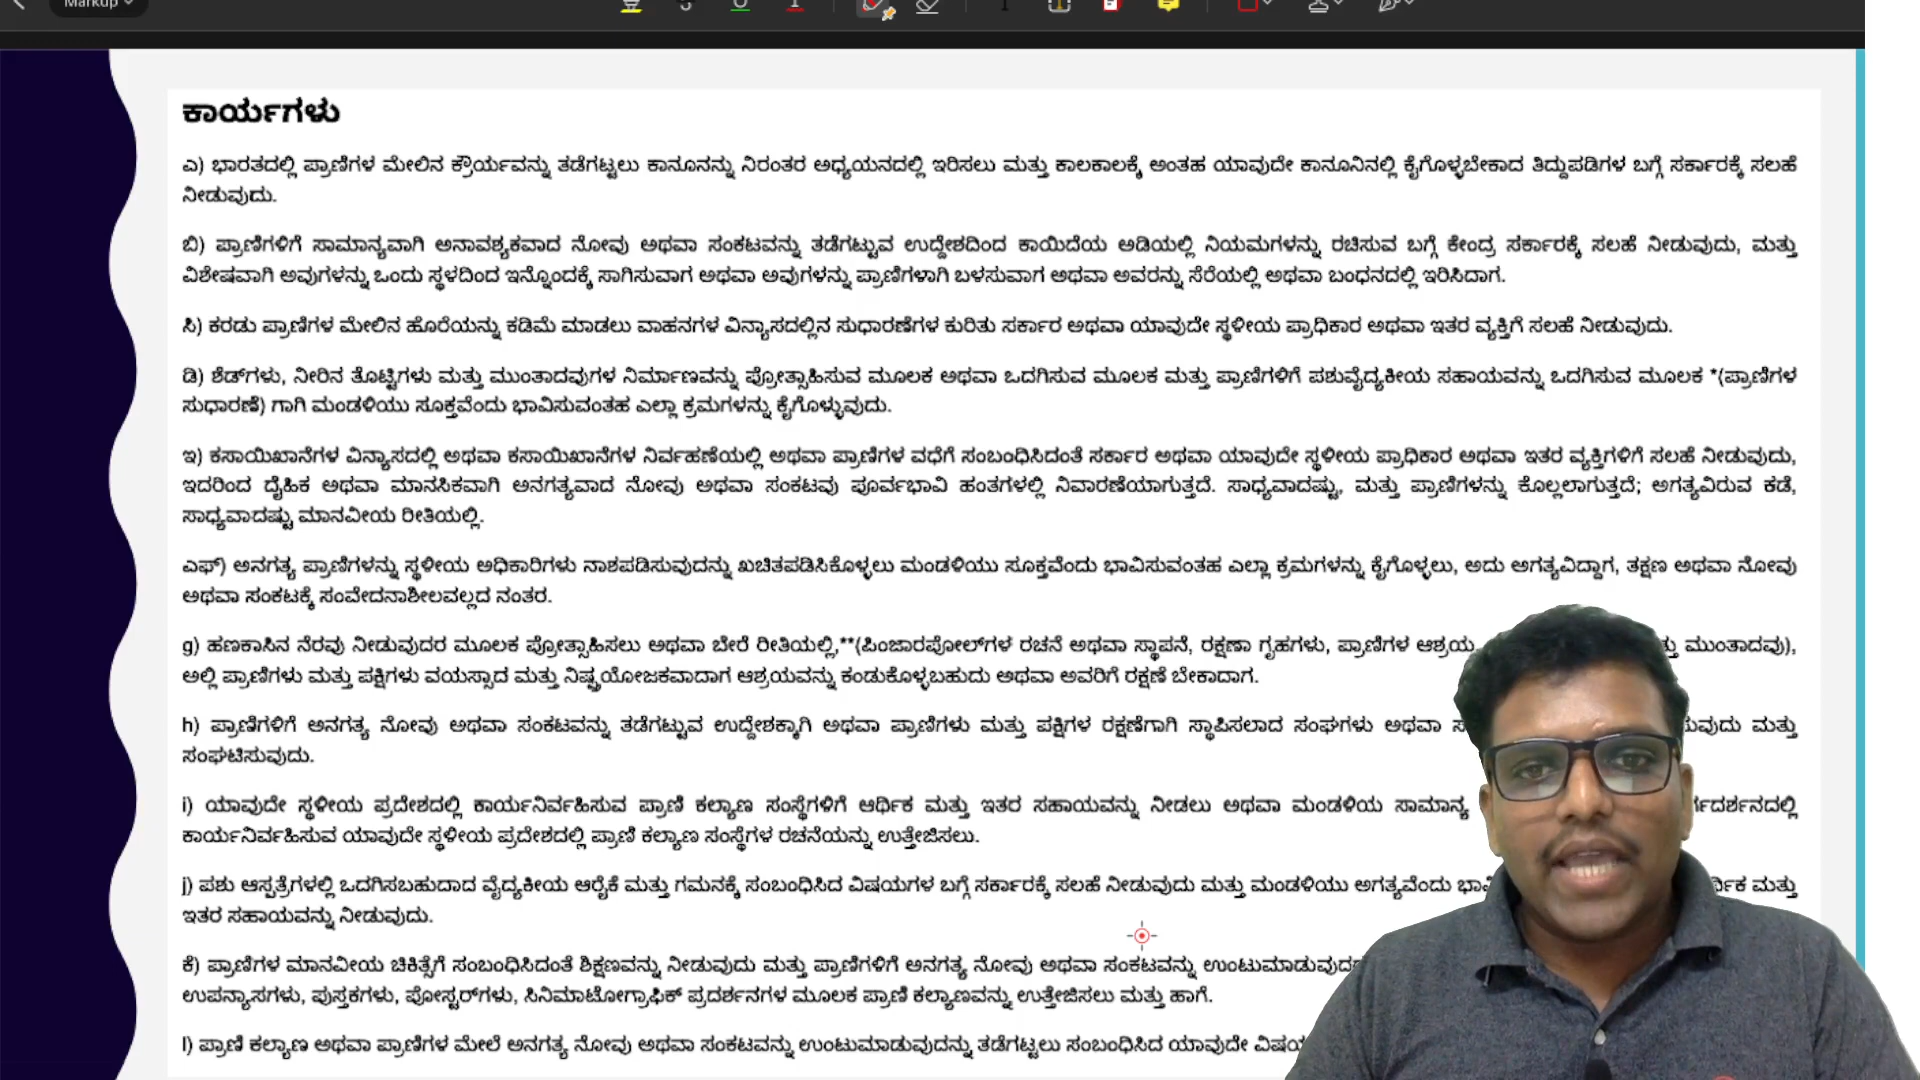 Markup
ಕಾರ್ಯಗಳು
ಎ) ಭಾರತದಲ್ಲಿ ಪ್ರಾಣಿಗಳ ಮೇಲಿನ ಕ್ರೌರ್ಯವನ್ನು ತಡೆಗಟ್ಟಲು ಕಾನೂನನ್ನು ನಿರಂತರ ಅಧ್ಯಯನದಲ್ಲಿ ಇರಿಸಲು ಮತ್ತು ಕಾಲಕಾಲಕ್ಕೆ ಅಂತಹ ಯಾವುದೇ ಕಾನೂನಿನಲ್ಲಿ ಕೈಗೊಳ್ಳಬೇಕಾದ ತಿದ್ದುಪಡಿಗಳ ಬಗ್ಗೆ ಸರ್ಕಾರಕ್ಕೆ ಸಲಹೆ
ನೀಡುವುದು.
ಬಿ) ಪ್ರಾಣಿಗಳಿಗೆ ಸಾಮಾನ್ಯವಾಗಿ ಅನಾವಶ್ಯಕವಾದ ನೋವು ಅಥವಾ ಸಂಕಟವನ್ನು ತಡೆಗಟ್ಟುವ ಉದ್ದೇಶದಿಂದ ಕಾಯಿದೆಯ ಅಡಿಯಲ್ಲಿ ನಿಯಮಗಳನ್ನು ರಚಿಸುವ ಬಗ್ಗೆ ಕೇಂದ್ರ ಸರ್ಕಾರಕ್ಕೆ ಸಲಹೆ ನೀಡುವುದು, ಮತ್ತು
ವಿಶೇಷವಾಗಿ ಅವುಗಳನ್ನು ಒಂದು ಸ್ಥಳದಿಂದ ಇನ್ನೊಂದಕ್ಕೆ ಸಾಗಿಸುವಾಗ ಅಥವಾ ಅವುಗಳನ್ನು ಪ್ರಾಣಿಗಳಾಗಿ ಬಳಸುವಾಗ ಅಥವಾ ಅವರನ್ನು ಸೆರೆಯಲ್ಲಿ ಅಥವಾ ಬಂಧನದಲ್ಲಿ ಇರಿಸಿದಾಗ.
ಸಿ) ಕರಡು ಪ್ರಾಣಿಗಳ ಮೇಲಿನ ಹೊರೆಯನ್ನು ಕಡಿಮೆ ಮಾಡಲು ವಾಹನಗಳ ವಿನ್ಯಾಸದಲ್ಲಿನ ಸುಧಾರಣೆಗಳ ಕುರಿತು ಸರ್ಕಾರ ಅಥವಾ ಯಾವುದೇ ಸ್ಥಳೀಯ ಪ್ರಾಧಿಕಾರ ಅಥವಾ ಇತರ ವ್ಯಕ್ತಿಗೆ ಸಲಹೆ ನೀಡುವುದು.
ಡಿ) ಶೆಡ್‌ಗಳು, ನೀರಿನ ತೊಟ್ಟಿಗಳು ಮತ್ತು ಮುಂತಾದವುಗಳ ನಿರ್ಮಾಣವನ್ನು ಪ್ರೋತ್ಸಾಹಿಸುವ ಮೂಲಕ ಅಥವಾ ಒದಗಿಸುವ ಮೂಲಕ ಮತ್ತು ಪ್ರಾಣಿಗಳಿಗೆ ಪಶುವೈದ್ಯಕೀಯ ಸಹಾಯವನ್ನು ಒದಗಿಸುವ ಮೂಲಕ *(ಪ್ರಾಣಿಗಳ
ಸುಧಾರಣೆ) ಗಾಗಿ ಮಂಡಳಿಯು ಸೂಕ್ತವೆಂದು ಭಾವಿಸುವಂತಹ ಎಲ್ಲಾ ಕ್ರಮಗಳನ್ನು ಕೈಗೊಳ್ಳುವುದು.
ಇ) ಕಸಾಯಿಖಾನೆಗಳ ವಿನ್ಯಾಸದಲ್ಲಿ ಅಥವಾ ಕಸಾಯಿಖಾನೆಗಳ ನಿರ್ವಹಣೆಯಲ್ಲಿ ಅಥವಾ ಪ್ರಾಣಿಗಳ ವಧೆಗೆ ಸಂಬಂಧಿಸಿದಂತೆ ಸರ್ಕಾರ ಅಥವಾ ಯಾವುದೇ ಸ್ಥಳೀಯ ಪ್ರಾಧಿಕಾರ ಅಥವಾ ಇತರ ವ್ಯಕ್ತಿಗಳಿಗೆ ಸಲಹೆ ನೀಡುವುದು,
ಇದರಿಂದ ದೈಹಿಕ ಅಥವಾ ಮಾನಸಿಕವಾಗಿ ಅನಗತ್ಯವಾದ ನೋವು ಅಥವಾ ಸಂಕಟವು ಪೂರ್ವಭಾವಿ ಹಂತಗಳಲ್ಲಿ ನಿವಾರಣೆಯಾಗುತ್ತದೆ. ಸಾಧ್ಯವಾದಷ್ಟು, ಮತ್ತು ಪ್ರಾಣಿಗಳನ್ನು ಕೊಲ್ಲಲಾಗುತ್ತದೆ; ಅಗತ್ಯವಿರುವ ಕಡೆ,
ಸಾಧ್ಯವಾದಷ್ಟು ಮಾನವೀಯ ರೀತಿಯಲ್ಲಿ.
ಎಫ್) ಅನಗತ್ಯ ಪ್ರಾಣಿಗಳನ್ನು ಸ್ಥಳೀಯ ಅಧಿಕಾರಿಗಳು ನಾಶಪಡಿಸುವುದನ್ನು ಖಚಿತಪಡಿಸಿಕೊಳ್ಳಲು ಮಂಡಳಿಯು ಸೂಕ್ತವೆಂದು ಭಾವಿಸುವಂತಹ ಎಲ್ಲಾ ಕ್ರಮಗಳನ್ನು ಕೈಗೊಳ್ಳಲು, ಅದು ಅಗತ್ಯವಿದ್ದಾಗ, ತಕ್ಷಣ ಅಥವಾ ನೋವು
ಅಥವಾ ಸಂಕಟಕ್ಕೆ ಸಂವೇದನಾಶೀಲವಲ್ಲದ ನಂತರ.
g) ಹಣಕಾಸಿನ ನೆರವು ನೀಡುವುದರ ಮೂಲಕ ಪ್ರೋತ್ಸಾಹಿಸಲು ಅಥವಾ ಬೇರೆ ರೀತಿಯಲ್ಲಿ,**(ಪಿಂಜಾರಪೋಲ್‌ಗಳ ರಚನೆ ಅಥವಾ ಸ್ಥಾಪನೆ, ರಕ್ಷಣಾ ಗೃಹಗಳು, ಪ್ರಾಣಿಗಳ ಆಶ್ರಯ ಮುಂತಾದವು),
ಅಲ್ಲಿ ಪ್ರಾಣಿಗಳು ಮತ್ತು ಪಕ್ಷಿಗಳು ವಯಸ್ಸಾದ ಮತ್ತು ನಿಷ್ಪ್ರಯೋಜಕವಾದಾಗ ಆಶ್ರಯವನ್ನು ಕಂಡುಕೊಳ್ಳಬಹುದು ಅಥವಾ ಅವರಿಗೆ ರಕ್ಷಣೆ ಬೇಕಾದಾಗ.
h) ಪ್ರಾಣಿಗಳಿಗೆ ಅನಗತ್ಯ ನೋವು ಅಥವಾ ಸಂಕಟವನ್ನು ತಡೆಗಟ್ಟುವ ಉದ್ದೇಶಕ್ಕಾಗಿ ಅಥವಾ ಪ್ರಾಣಿಗಳು ಮತ್ತು ಪಕ್ಷಿಗಳ ರಕ್ಷಣೆಗಾಗಿ ಸ್ಥಾಪಿಸಲಾದ ಸಂಘಗಳು ಅಥವಾ ಮತ್ತು
ಸಂಘಟಿಸುವುದು.
i) ಯಾವುದೇ ಸ್ಥಳೀಯ ಪ್ರದೇಶದಲ್ಲಿ ಕಾರ್ಯನಿರ್ವಹಿಸುವ ಪ್ರಾಣಿ ಕಲ್ಯಾಣ ಸಂಸ್ಥೆಗಳಿಗೆ ಆರ್ಥಿಕ ಮತ್ತು ಇತರ ಸಹಾಯವನ್ನು ನೀಡಲು ಅಥವಾ ಮಂಡಳಿಯ ಸಾಮಾನ್ಯ
ಕಾರ್ಯನಿರ್ವಹಿಸುವ ಯಾವುದೇ ಸ್ಥಳೀಯ ಪ್ರದೇಶದಲ್ಲಿ ಪ್ರಾಣಿ ಕಲ್ಯಾಣ ಸಂಸ್ಥೆಗಳ ರಚನೆಯನ್ನು ಉತ್ತೇಜಿಸಲು.
j) ಪಶು ಆಸ್ಪತ್ರೆಗಳಲ್ಲಿ ಒದಗಿಸಬಹುದಾದ ವೈದ್ಯಕೀಯ ಆರೈಕೆ ಮತ್ತು ಗಮನಕ್ಕೆ ಸಂಬಂಧಿಸಿದ ವಿಷಯಗಳ ಬಗ್ಗೆ ಸರ್ಕಾರಕ್ಕೆ ಸಲಹೆ ನೀಡುವುದು ಮತ್ತು ಮಂಡಳಿಯು ಅಗತ್ಯವೆಂದು ಮತ್ತು
ಇತರ ಸಹಾಯವನ್ನು ನೀಡುವುದು.
ಕೆ) ಪ್ರಾಣಿಗಳ ಮಾನವೀಯ ಚಿಕಿತ್ಸೆಗೆ ಸಂಬಂಧಿಸಿದಂತೆ ಶಿಕ್ಷಣವನ್ನು ನೀಡುವುದು ಮತ್ತು ಪ್ರಾಣಿಗಳಿಗೆ ಅನಗತ್ಯ ನೋವು ಅಥವಾ ಸಂಕಟವನ್ನು
ಉಪನ್ಯಾಸಗಳು, ಪುಸ್ತಕಗಳು, ಪೋಸ್ಟರ್‌ಗಳು, ಸಿನಿಮಾಟೋಗ್ರಾಫಿಕ್ ಪ್ರದರ್ಶನಗಳ ಮೂಲಕ ಪ್ರಾಣಿ ಕಲ್ಯಾಣವನ್ನು ಉತ್ತೇಜಿಸಲು ಮತ್ತು ಹಾಗೆ.
l) ಪ್ರಾಣಿ ಕಲ್ಯಾಣ ಅಥವಾ ಪ್ರಾಣಿಗಳ ಮೇಲೆ ಅನಗತ್ಯ ನೋವು ಅಥವಾ ಸಂಕಟವನ್ನು ಉಂಟುಮಾಡುವುದನ್ನು ತಡೆಗಟ್ಟಲು ಸಂಬಂಧಿಸಿದ ಯಾವುದೇ